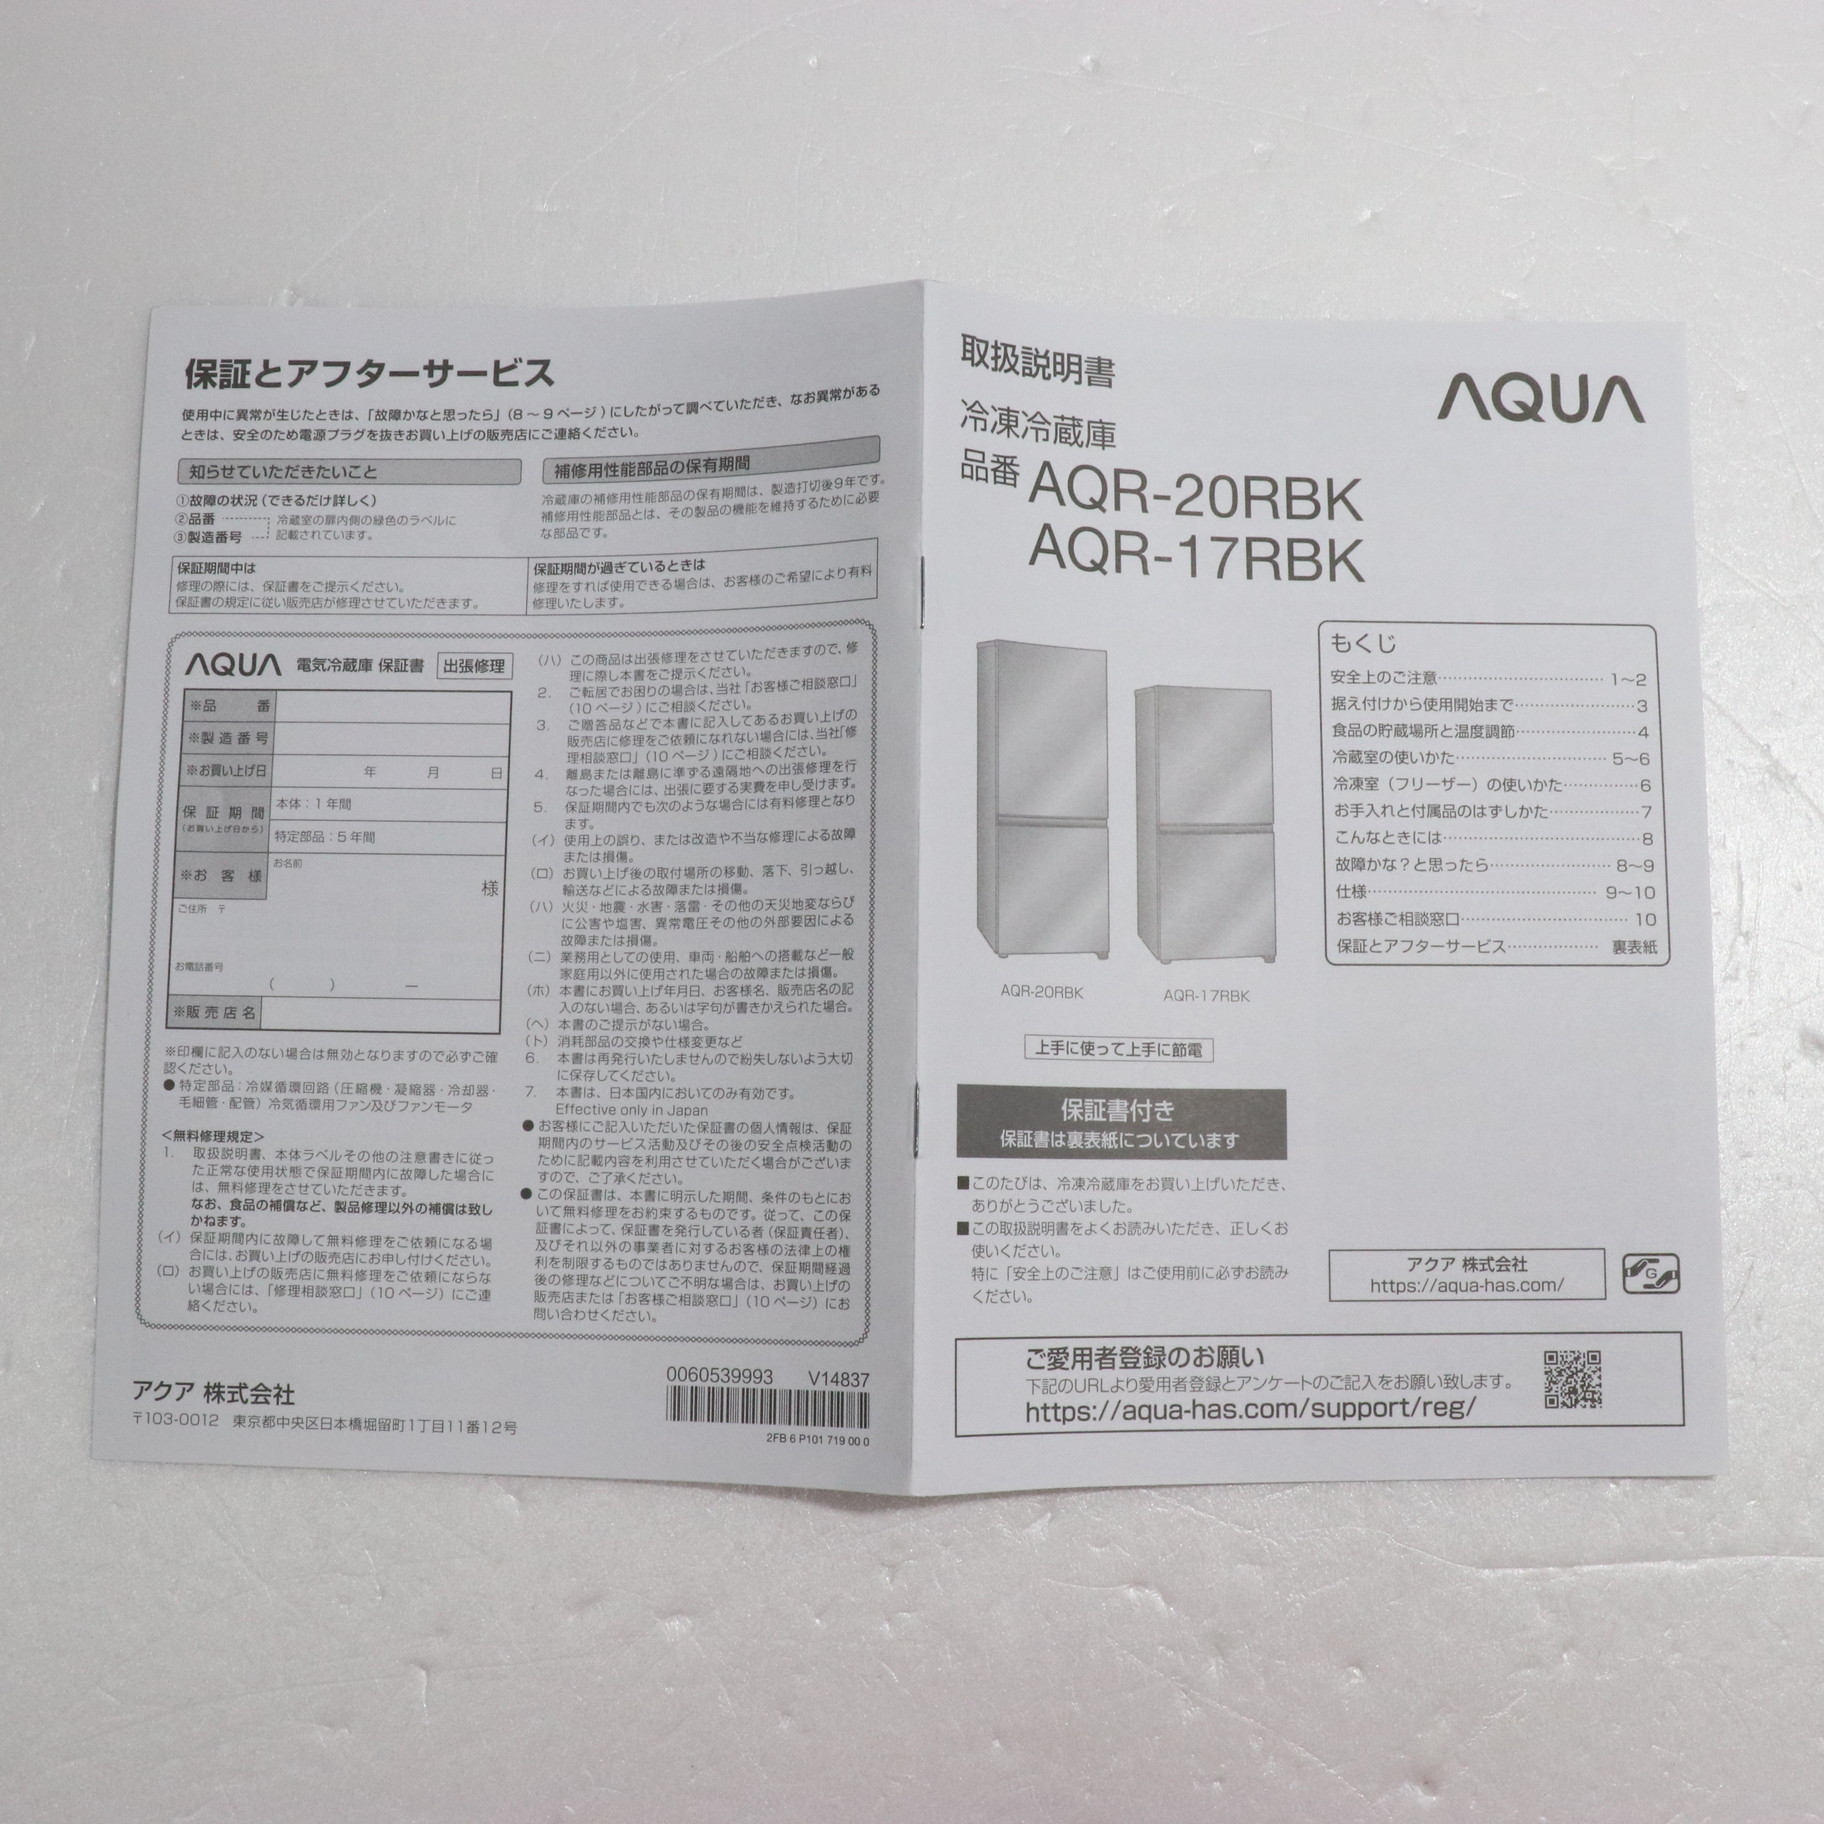 保証とアフターサービス
使用中に異常が生じたときは、「故障かなと思ったら」(8～9ページ)にしたがって調べていただき、なお異常がある
ときは、安全のため電源プラグを抜きお買い上げの販売店にご連絡ください。
知らせていただきたいこと
①故障の状況(できるだけ詳しく)
②品番
③製造番号
冷蔵室の扉内側の緑色のラベルに
記載されています。
補修用性能部品の保有期間
冷蔵庫の補修用性能部品の保有期間は、製造打切後9年です。
補修用性能部品とは、その製品の機能を維持するために必要
な部品です。
保証期間中は
修理の際には、保証書をご提示ください。
保証書の規定に従い販売店が修理させていただきます。
保証期間が過ぎているときは
修理をすれば使用できる場合は、お客様のご希望により有料
修理いたします。
AQUA 電気冷蔵庫 保証書 出張修理
※品番
※製造番号
※お買い上げ日 年 月 日
保証期間
(お買い上げ日から)
本体：1年間
特定部品：5年間
※お客様
お名前
様
ご住所 〒
お電話番号
( ) ー
※販売店名
※印欄に記入のない場合は無効となりますので必ずご確
認ください。
●特定部品：冷媒循環回路(圧縮機・凝縮器・冷却器・
毛細管・配管)冷気循環用ファン及びファンモータ
＜無料修理規定＞
1. 取扱説明書、本体ラベルその他の注意書きに従っ
た正常な使用状態で保証期間内に故障した場合に
は、無料修理をさせていただきます。
なお、食品の補償など、製品修理以外の補償は致し
かねます。
(イ) 保証期間内に故障して無料修理をご依頼になる場
合には、お買い上げの販売店にお申し付けください。
(ロ) お買い上げの販売店に無料修理をご依頼にならな
い場合には、「修理相談窓口」(10ページ)にご連
絡ください。
(ハ) この商品は出張修理をさせていただきますので、修
理に際し本書をご提示ください。
2. ご転居でお困りの場合は、当社「お客様ご相談窓口」
(10ページ)にご相談ください。
3. ご贈答品などで本書に記入してあるお買い上げの
販売店に修理をご依頼になれない場合には、当社「修
理相談窓口」(10ページ)にご相談ください。
4. 離島または離島に準ずる遠隔地への出張修理を行
なった場合には、出張に要する実費を申し受けます。
5. 保証期間内でも次のような場合には有料修理となり
ます。
(イ) 使用上の誤り、または改造や不当な修理による故障
または損傷。
(ロ) お買い上げ後の取付場所の移動、落下、引っ越し、
輸送などによる故障または損傷。
(ハ) 火災・地震・水害・落雷・その他の天災地変ならび
に公害や塩害、異常電圧その他の外部要因による
故障または損傷。
(ニ) 業務用としての使用、車両・船舶への搭載など一般
家庭用以外に使用された場合の故障または損傷。
(ホ) 本書にお買い上げ年月日、お客様名、販売店名の記
入のない場合、あるいは字句が書きかえられた場合。
(ヘ) 本書のご提示がない場合。
(ト) 消耗部品の交換や仕様変更など
6. 本書は再発行いたしませんので紛失しないよう大切
に保存してください。
7. 本書は、日本国内においてのみ有効です。
Effective only in Japan
●お客様にご記入いただいた保証書の個人情報は、保証
期間内のサービス活動及びその後の安全点検活動の
ために記載内容を利用させていただく場合がございま
すので、ご了承ください。
●この保証書は、本書に明示した期間、条件のもとにお
いて無料修理をお約束するものです。従って、この保
証書によって、保証書を発行している者(保証責任者)、
及びそれ以外の事業者に対するお客様の法律上の権
利を制限するものではありませんので、保証期間経過
後の修理などについてご不明な場合は、お買い上げの
販売店または「お客様ご相談窓口」(10ページ)にお
問い合わせください。
アクア 株式会社
〒103-0012 東京都中央区日本橋堀留町1丁目11番12号
0060539993 V14837
2FB 6 P101 719 00 0
取扱説明書
AQUA
冷凍冷蔵庫
品番 AQR-20RBK
AQR-17RBK
AQR-20RBK
AQR-17RBK
もくじ
安全上のご注意 1～2
据え付けから使用開始まで 3
食品の貯蔵場所と温度調節 4
冷蔵室の使いかた 5～6
冷凍室（フリーザー）の使いかた 6
お手入れと付属品のはずしかた 7
こんなときには 8
故障かな？と思ったら 8～9
仕様 9～10
お客様ご相談窓口 10
保証とアフターサービス 裏表紙
上手に使って上手に節電
保証書付き
保証書は裏表紙についています
■このたびは、冷凍冷蔵庫をお買い上げいただき、
ありがとうございました。
■この取扱説明書をよくお読みいただき、正しくお
使いください。
特に「安全上のご注意」はご使用前に必ずお読み
ください。
アクア 株式会社
https://aqua-has.com/
G
ご愛用者登録のお願い
下記のURLより愛用者登録とアンケートのご記入をお願い致します。
https://aqua-has.com/support/reg/